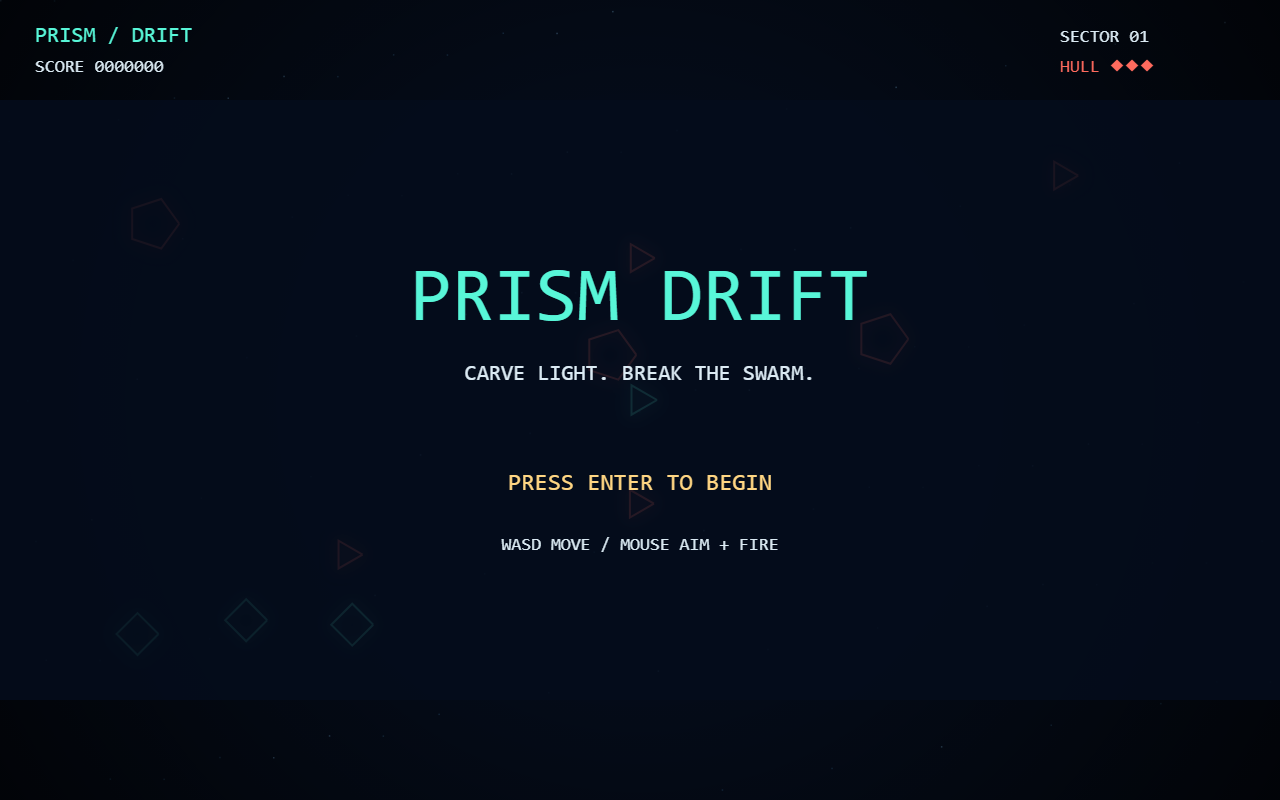 PRISM / DRIFT
SCORE 0000000
SECTOR 01
HULL ◆◆◆
PRISM DRIFT
CARVE LIGHT. BREAK THE SWARM.
PRESS ENTER TO BEGIN
WASD MOVE / MOUSE AIM + FIRE